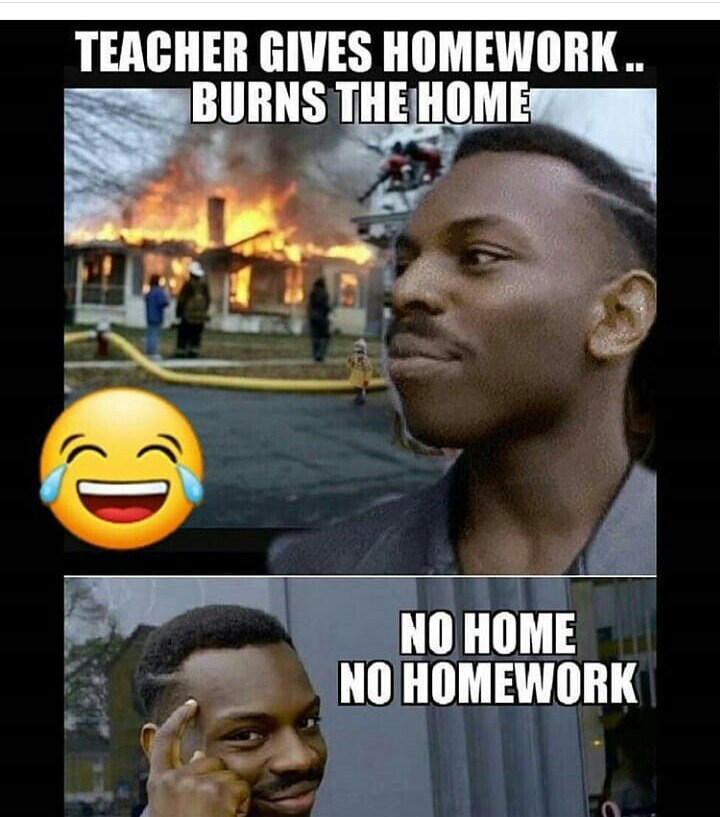 TEACHER GIVES HOMEWORK..
BURNS THE HOME
NO HOME
NO HOMEWORK